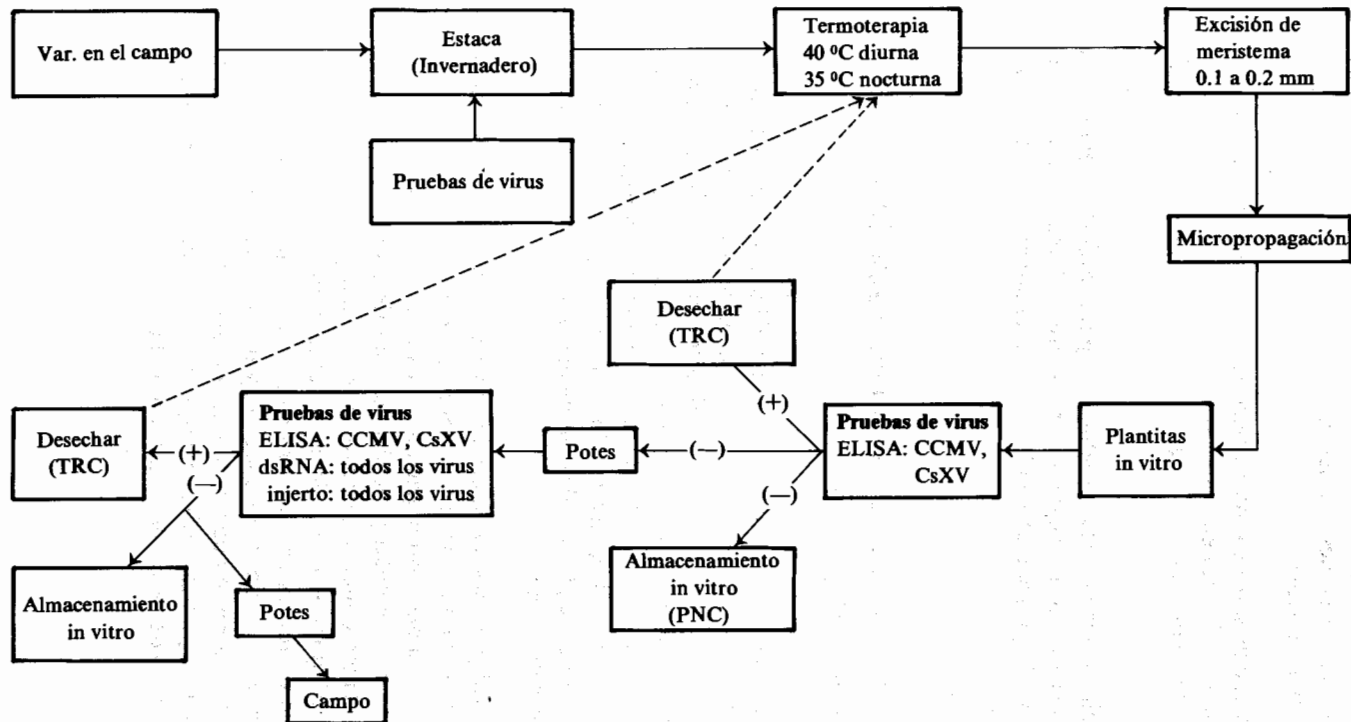 Var. en el campo
Estaca
(Invernadero)
Termoterapia
40 ⁰C diurna
35 ⁰C nocturna
Excisión de
meristema
0.1 a 0.2 mm
Pruebas de virus
Micropropagación
Desechar
(TRC)
(+)
Desechar
(TRC)
(+)
(—)
Pruebas de virus
ELISA: CCMV, CsXV
dsRNA: todos los virus
injerto: todos los virus
Potes
(—)
(—)
Pruebas de virus
ELISA: CCMV,
CsXV
Plantitas
in vitro
Almacenamiento
in vitro
Potes
Campo
Almacenamiento
in vitro
(PNC)